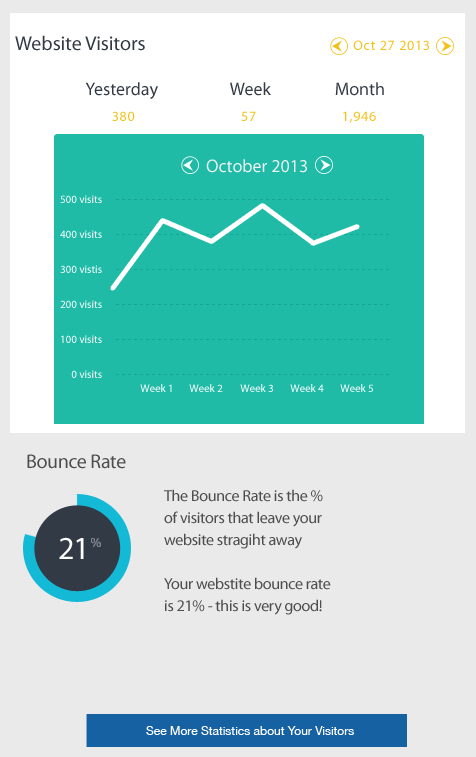 Website Visitors
Oct 27 2013
Yesterday Week Month
380 57 1,946
October 2013
500 visits
400 visits
300 vistis
200 visits
100 visits
0 visits
Week 1 Week 2 Week 3 Week 4 Week 5
Bounce Rate
21%
The Bounce Rate is the %
of visitors that leave your
website stragiht away
Your webstite bounce rate
is 21% - this is very good!
See More Statistics about Your Visitors